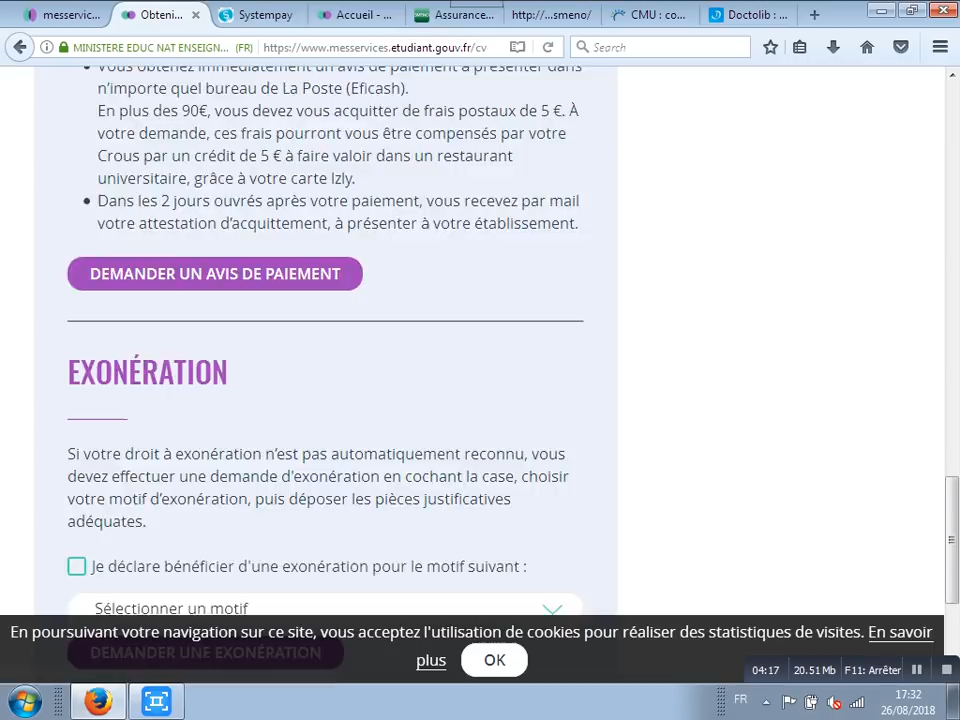 messervic...
Obteni...
Systempay
Accueil - ...
Assurance...
http:/...smeno/
CMU : co...
Doctolib : ...
MINISTERE EDUC NAT ENSEIGN... (FR)
https://www.messervices.etudiant.gouv.fr/cv
Search
Vous obtenez immédiatement un avis de paiement à présenter dans
n'importe quel bureau de La Poste (Eficash).
En plus des 90€, vous devez vous acquitter de frais postaux de 5 €. À
votre demande, ces frais pourront vous être compensés par votre
Crous par un crédit de 5 € à faire valoir dans un restaurant
universitaire, grâce à votre carte Izly.
Dans les 2 jours ouvrés après votre paiement, vous recevez par mail
votre attestation d'acquittement, à présenter à votre établissement.
DEMANDER UN AVIS DE PAIEMENT
EXONÉRATION
Si votre droit à exonération n'est pas automatiquement reconnu, vous
devez effectuer une demande d'exonération en cochant la case, choisir
votre motif d'exonération, puis déposer les pièces justificatives
adéquates.
Je déclare bénéficier d'une exonération pour le motif suivant :
Sélectionner un motif
En poursuivant votre navigation sur ce site, vous acceptez l'utilisation de cookies pour réaliser des statistiques de visites. En savoir
DEMANDER UNE EXONÉRATION
plus
OK
04:17
20.51 Mb
F11: Arrêter
FR
17:32
26/08/2018